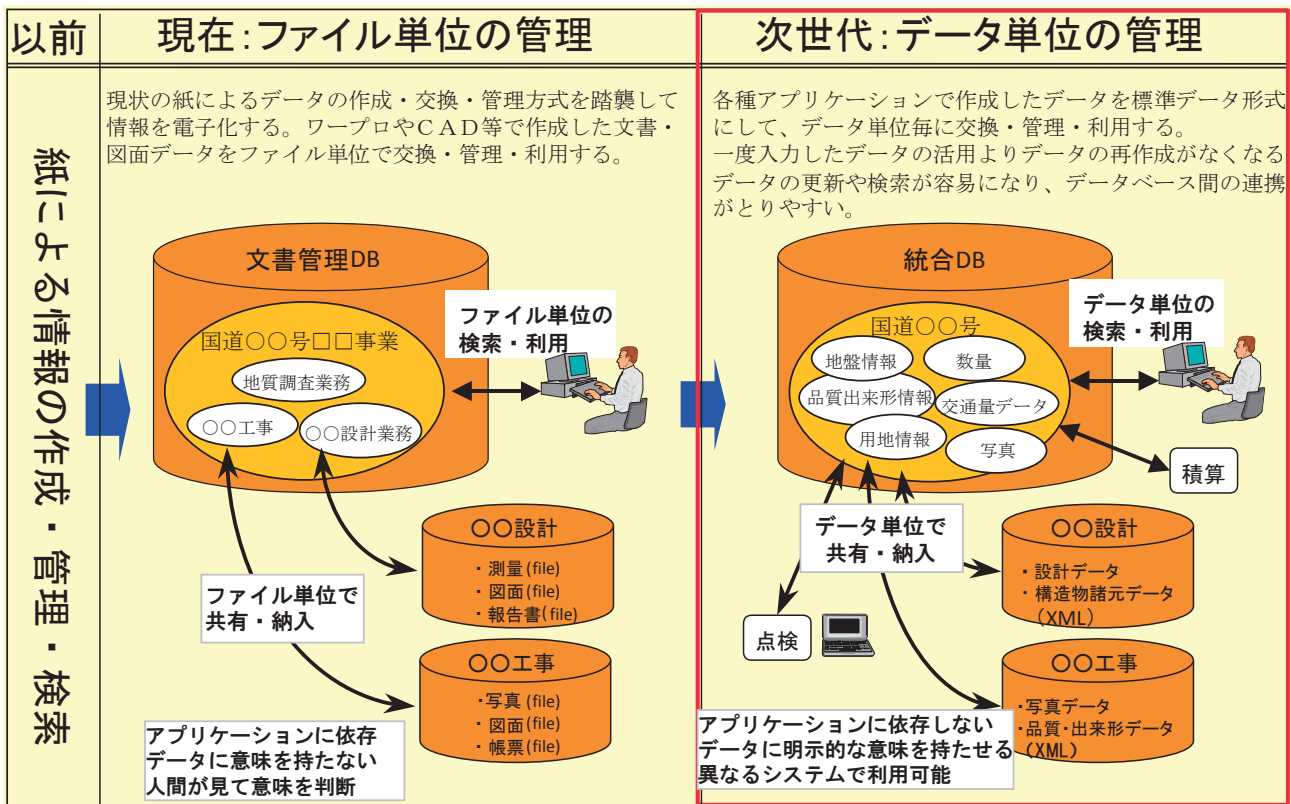 以前
現在：ファイル単位の管理
次世代：データ単位の管理
紙による情報の作成・管理・検索
現状の紙によるデータの作成・交換・管理方式を踏襲して
情報を電子化する。ワープロやＣＡＤ等で作成した文書・
図面データをファイル単位で交換・管理・利用する。
文書管理DB
国道○○号□□事業
地質調査業務
○○工事
○○設計業務
ファイル単位の
検索・利用
ファイル単位で
共有・納入
○○設計
・測量(file)
・図面(file)
・報告書(file)
○○工事
・写真(file)
・図面(file)
・帳票(file)
アプリケーションに依存
データに意味を持たない
人間が見て意味を判断
各種アプリケーションで作成したデータを標準データ形式
にして、データ単位毎に交換・管理・利用する。
一度入力したデータの活用よりデータの再作成がなくなる
データの更新や検索が容易になり、データベース間の連携
がとりやすい。
統合DB
国道○○号
地盤情報
数量
品質出来形情報
交通量データ
用地情報
写真
データ単位の
検索・利用
積算
データ単位で
共有・納入
点検
○○設計
・設計データ
・構造物諸元データ
（XML）
○○工事
・写真データ
・品質・出来形データ
（XML）
アプリケーションに依存しない
データに明示的な意味を持たせる
異なるシステムで利用可能